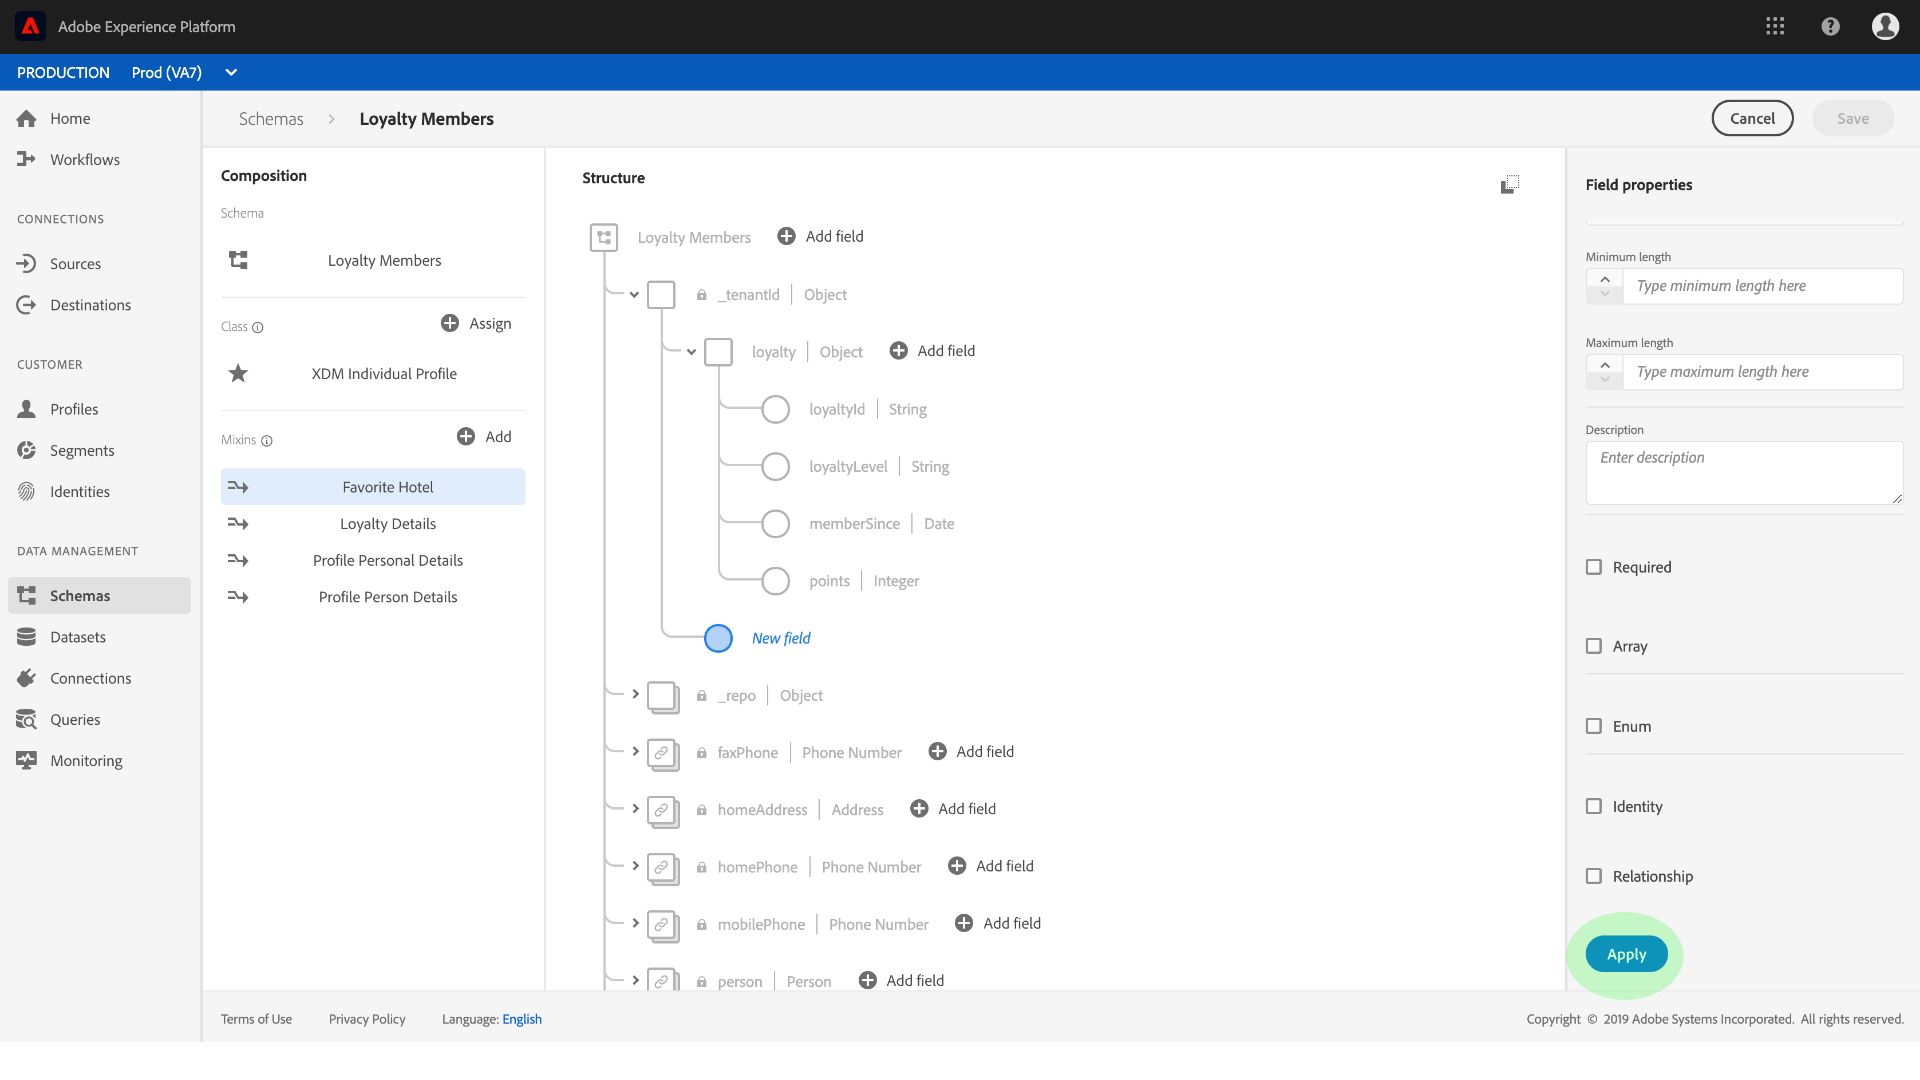 Adobe Experience Platform
PRODUCTION Prod (VA7)
Home
Workflows
CONNECTIONS
Sources
Destinations
CUSTOMER
Profiles
Segments
Identities
DATA MANAGEMENT
Schemas
Datasets
Connections
Queries
Monitoring
Schemas > Loyalty Members
Cancel
Save
Composition
Schema
Loyalty Members
Class
Assign
XDM Individual Profile
Mixins
Add
Favorite Hotel
Loyalty Details
Profile Personal Details
Profile Person Details
Structure
Loyalty Members Add field
_tenantId | Object
loyalty | Object Add field
loyaltyId | String
loyaltyLevel | String
memberSince | Date
points | Integer
New field
_repo | Object
faxPhone | Phone Number Add field
homeAddress | Address Add field
homePhone | Phone Number Add field
mobilePhone | Phone Number Add field
person | Person Add field
Field properties
Minimum length
Type minimum length here
Maximum length
Type maximum length here
Description
Enter description
Required
Array
Enum
Identity
Relationship
Apply
Terms of Use Privacy Policy Language: English
Copyright © 2019 Adobe Systems Incorporated. All rights reserved.